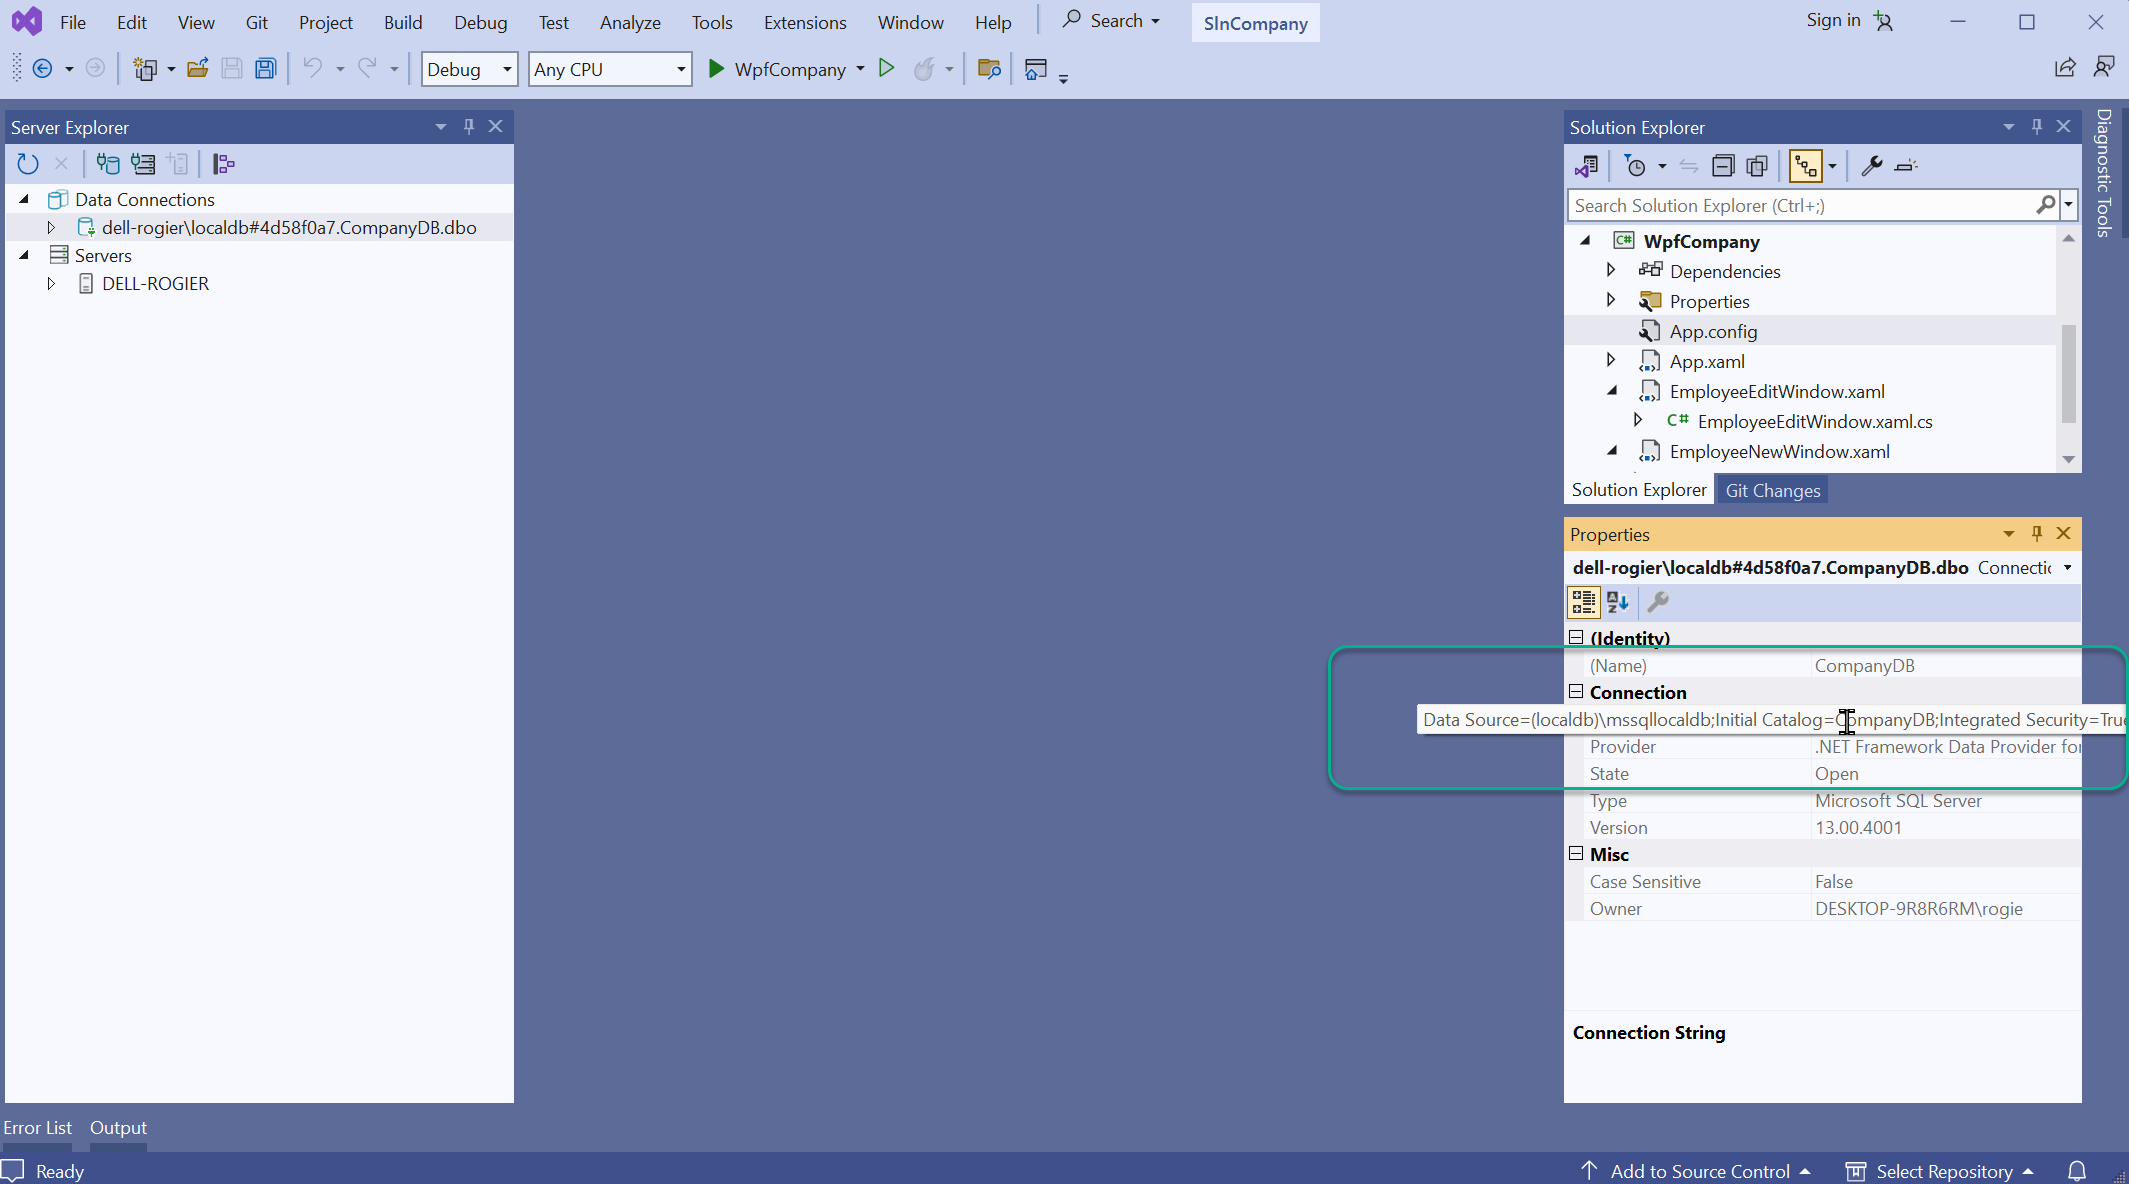 File Edit View Git Project Build Debug Test Analyze Tools Extensions Window Help Search SlnCompany Sign in
Debug Any CPU WpfCompany
Server Explorer
Data Connections
dell-rogier\localdb#4d58f0a7.CompanyDB.dbo
Servers
DELL-ROGIER
Solution Explorer
Search Solution Explorer (Ctrl+;)
C# WpfCompany
Dependencies
Properties
App.config
App.xaml
EmployeeEditWindow.xaml
C# EmployeeEditWindow.xaml.cs
EmployeeNewWindow.xaml
Solution Explorer Git Changes
Diagnostic Tools
Properties
dell-rogier\localdb#4d58f0a7.CompanyDB.dbo Connectic
(Identity)
(Name) CompanyDB
Connection
Data Source=(localdb)\mssqllocaldb;Initial Catalog=CompanyDB;Integrated Security=True
Provider .NET Framework Data Provider for
State Open
Type Microsoft SQL Server
Version 13.00.4001
Misc
Case Sensitive False
Owner DESKTOP-9R8R6RM\rogie
Connection String
Error List Output
Ready Add to Source Control Select Repository